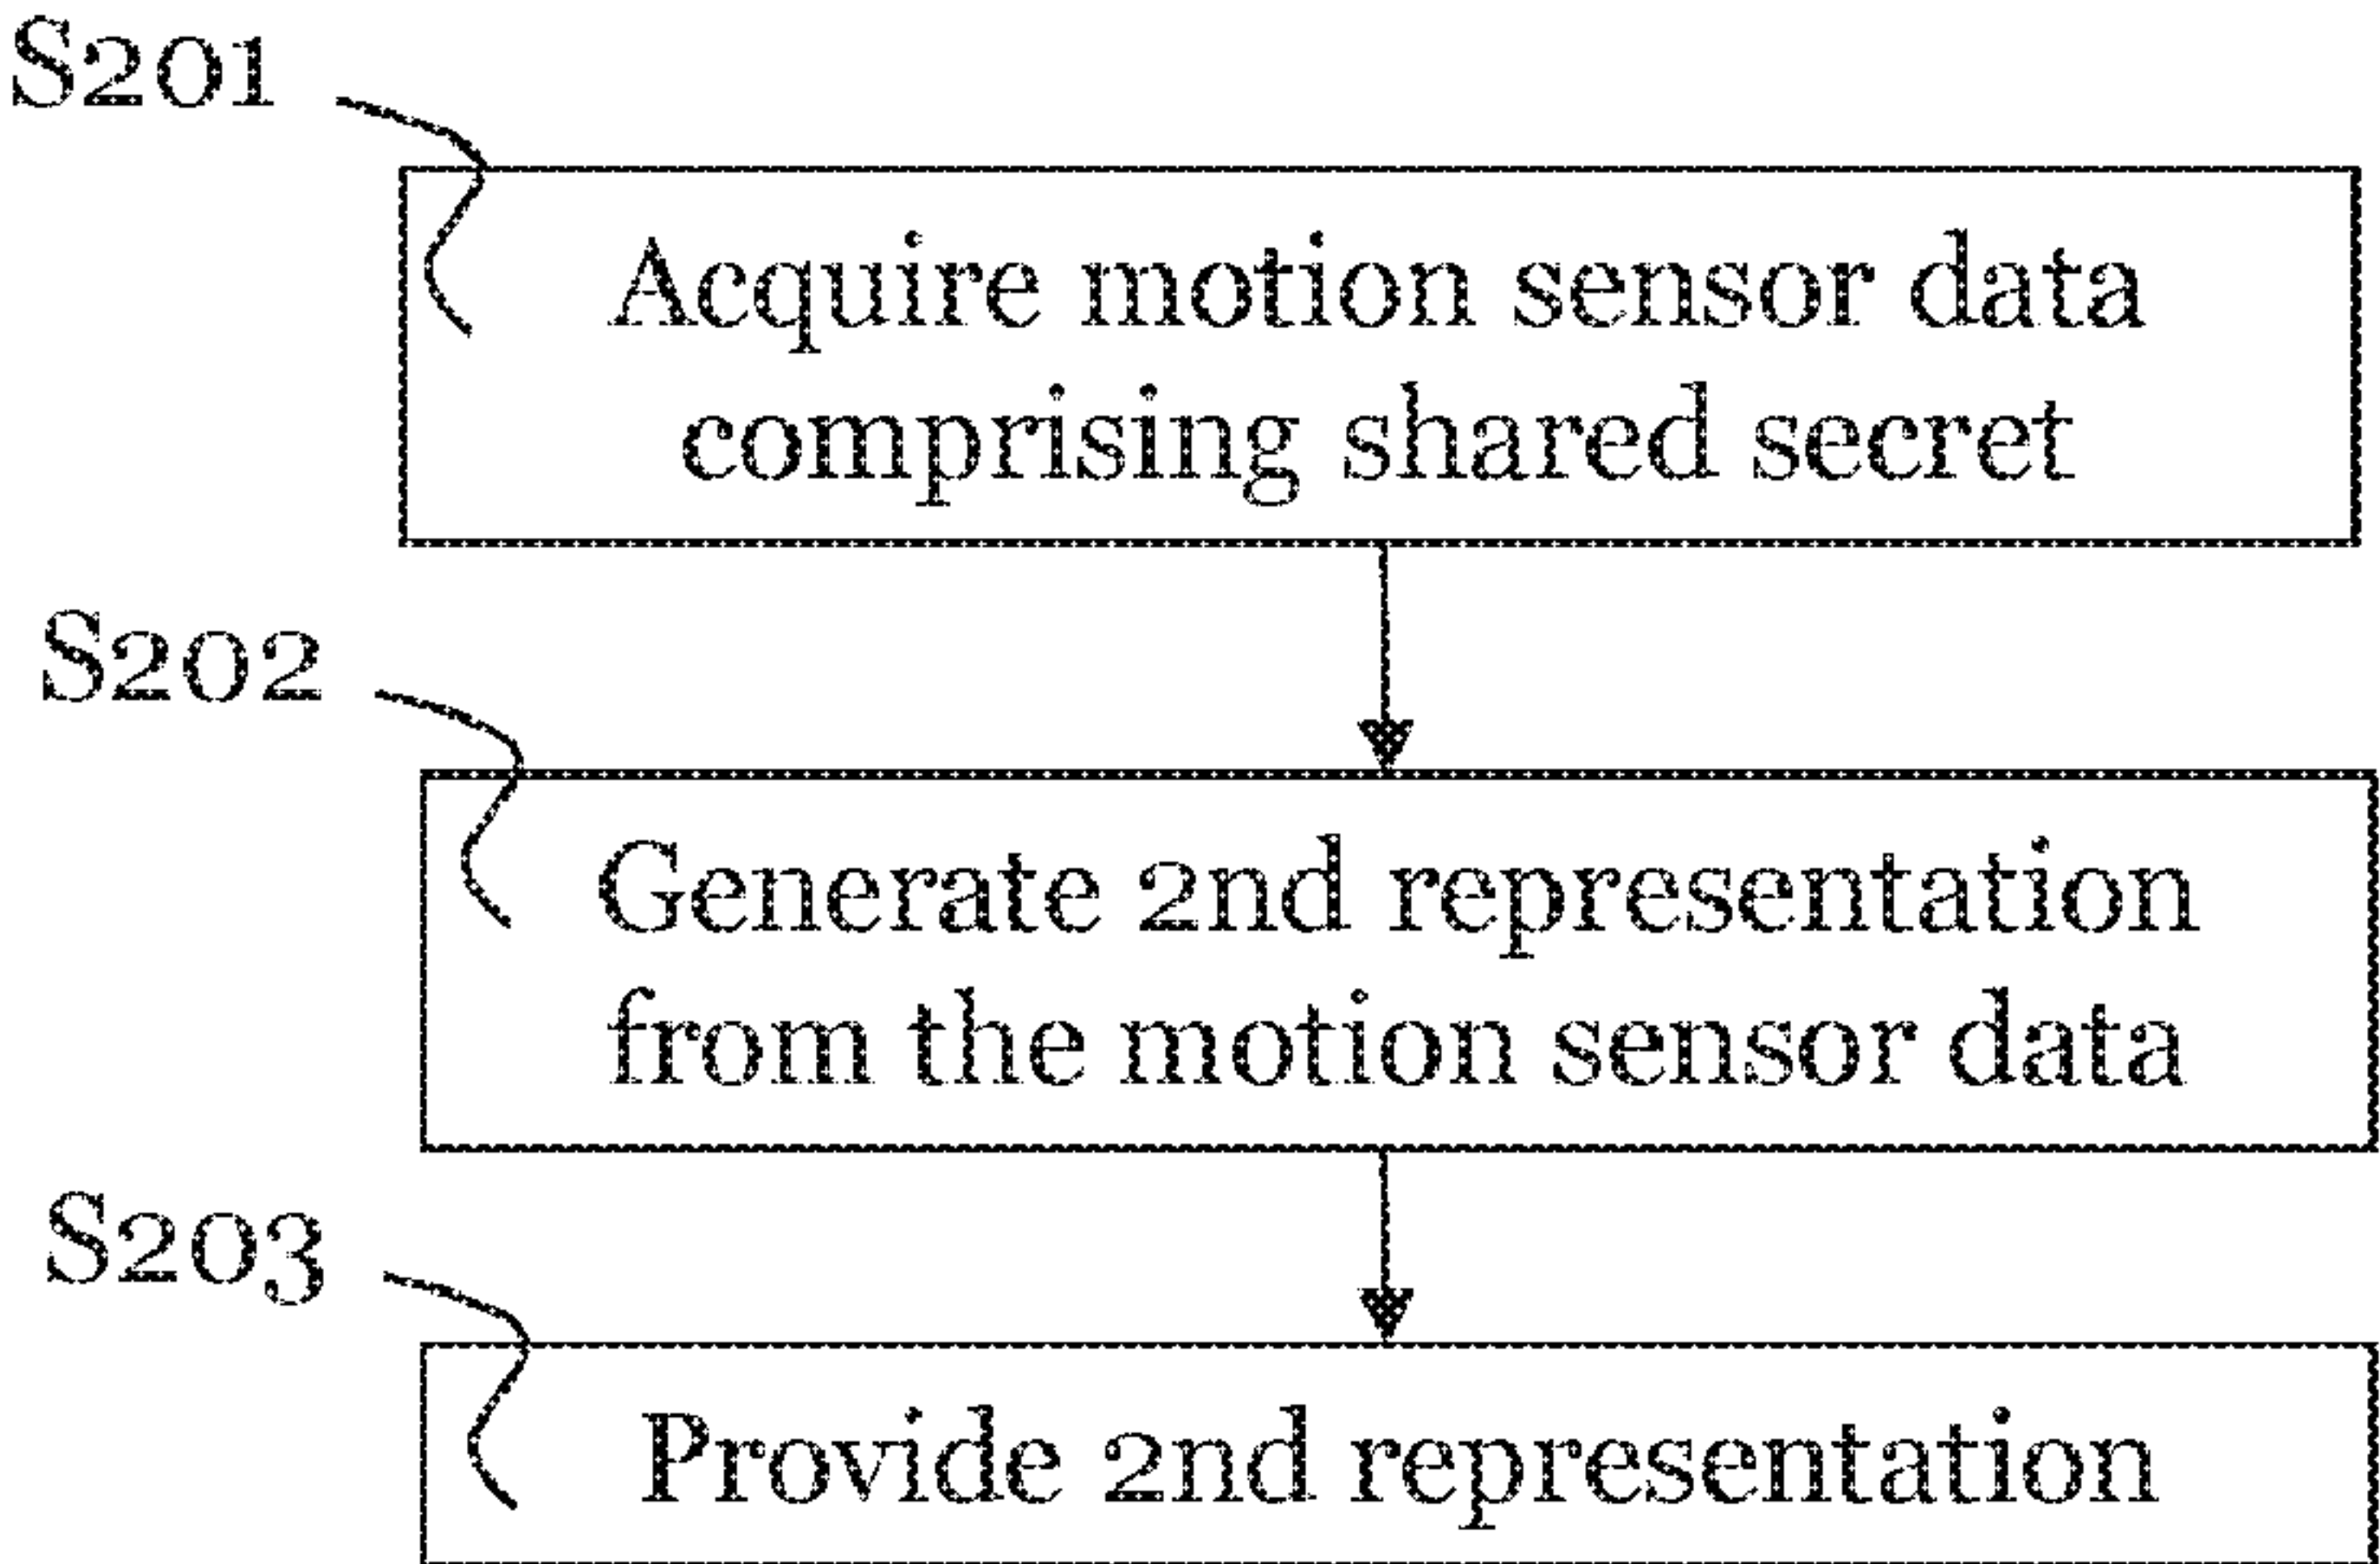 S201
Acquire motion sensor data
comprising shared secret
S202
Generate 2nd representation
from the motion sensor data
S203
Provide 2nd representation